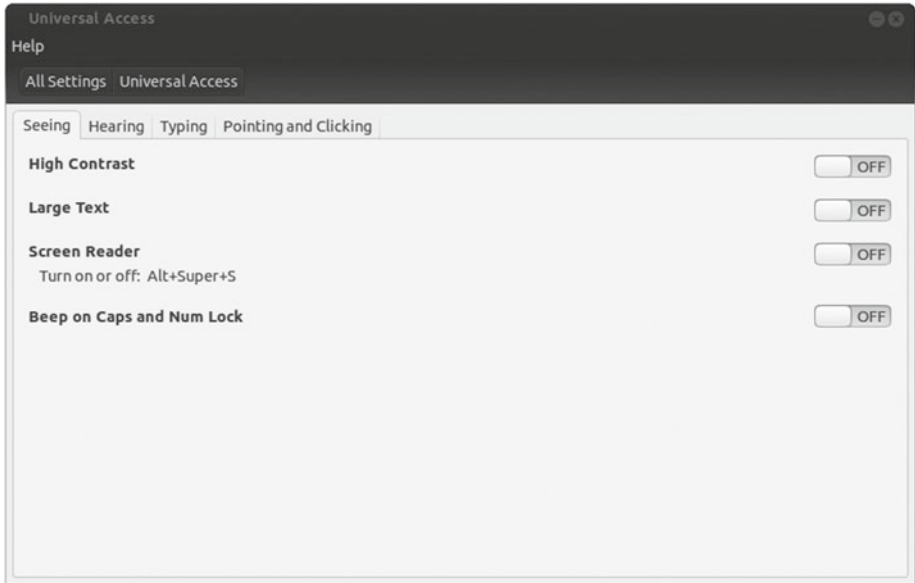 Universal Access
Help
All Settings Universal Access
Seeing Hearing Typing Pointing and Clicking
High Contrast OFF
Large Text OFF
Screen Reader OFF
Turn on or off: Alt+Super+S
Beep on Caps and Num Lock OFF